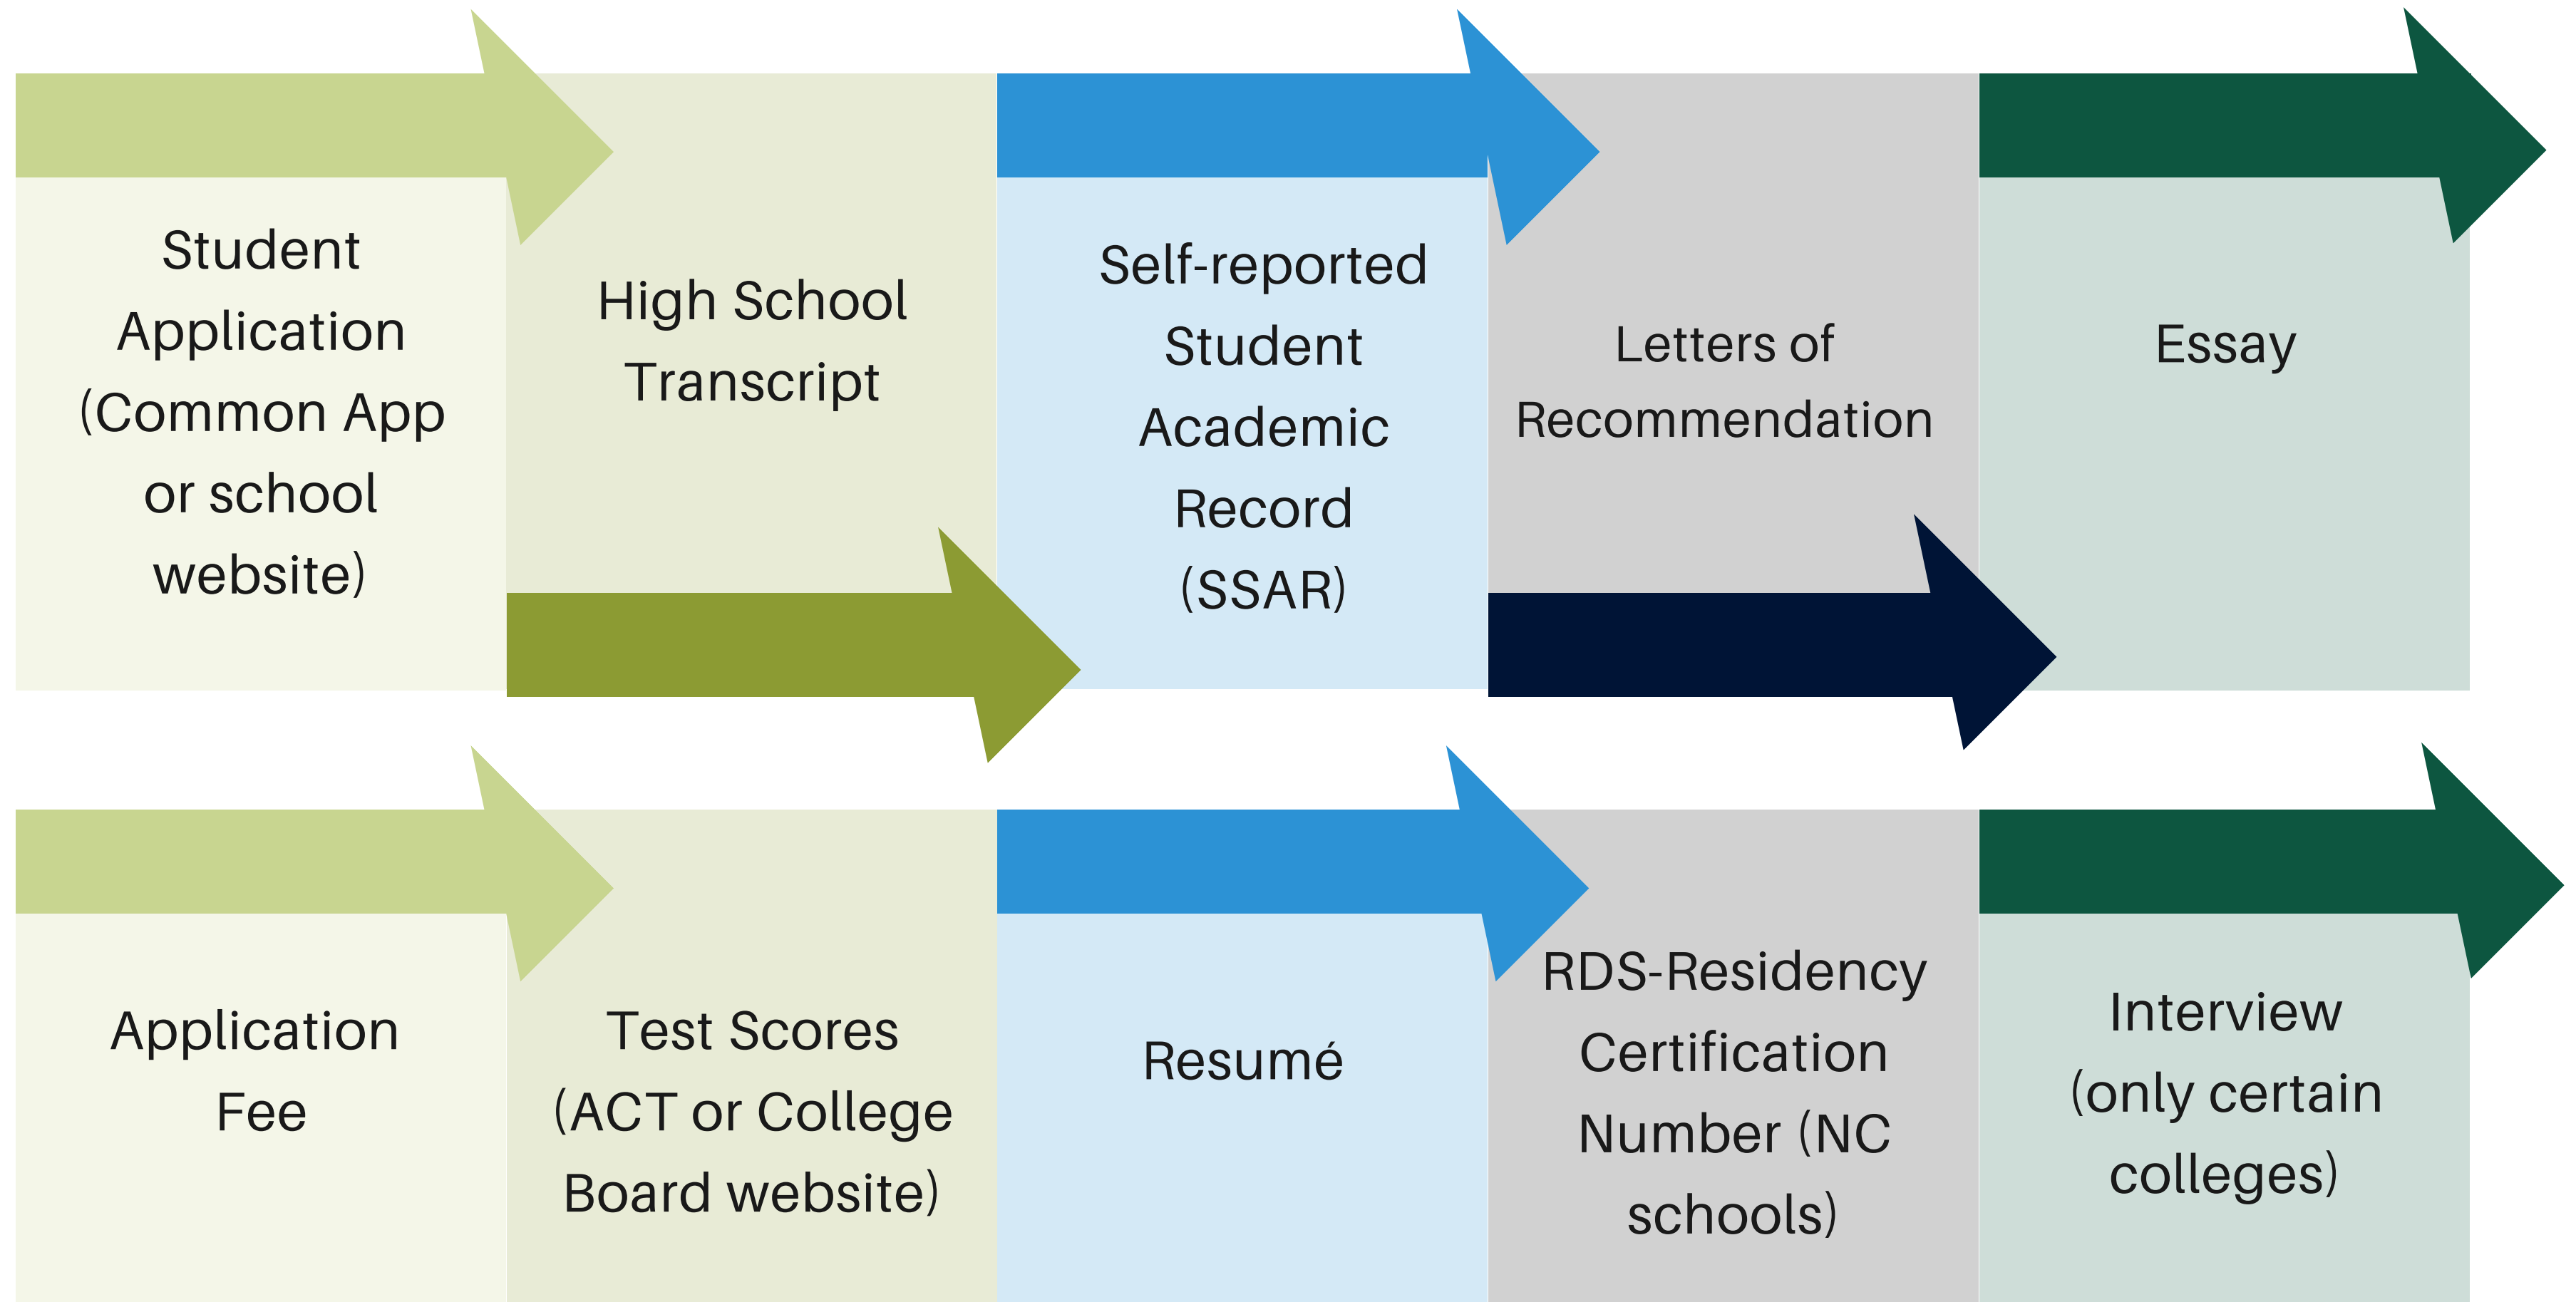 Student
Application
(Common App
or school
website)
High School
Transcript
Self-reported
Student
Academic
Record
(SSAR)
Letters of
Recommendation
Essay
Application
Fee
Test Scores
(ACT or College
Board website)
Resumé
RDS-Residency
Certification
Number (NC
schools)
Interview
(only certain
colleges)